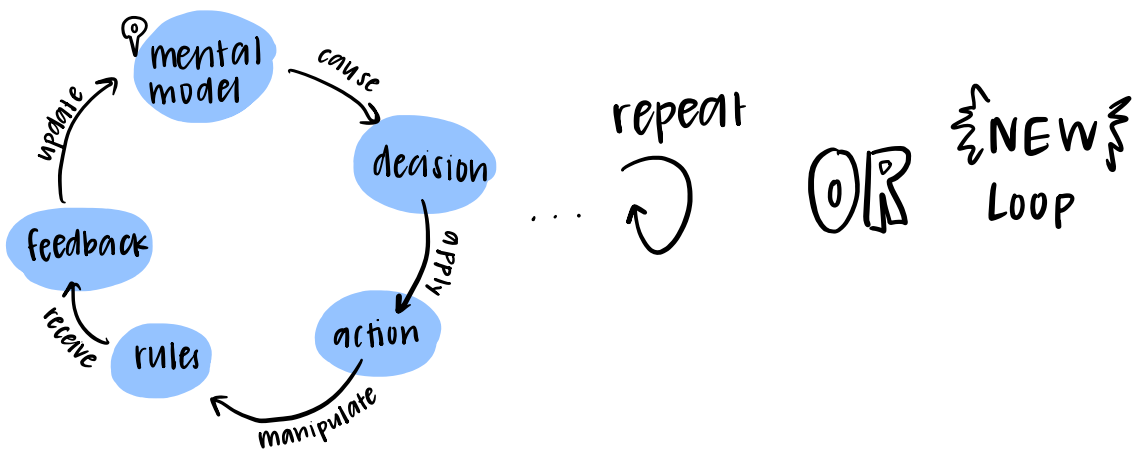 mental
model
cause
decision
apply
action
manipulate
rules
receive
feedback
update
...
repeat
OR
NEW
LOOP